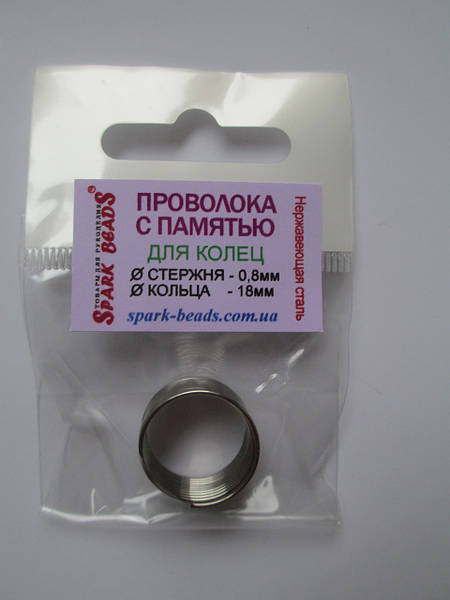 ПРОВОЛОКА
С ПАМЯТЬЮ
ДЛЯ КОЛЕЦ
Ø СТЕРЖНЯ - 0,8мм
Ø КОЛЬЦА - 18мм
spark-beads.com.ua
SPARK BEADS®
ТОВАРЫ ДЛЯ РУКОДЕЛИЯ
Нержавеющая сталь